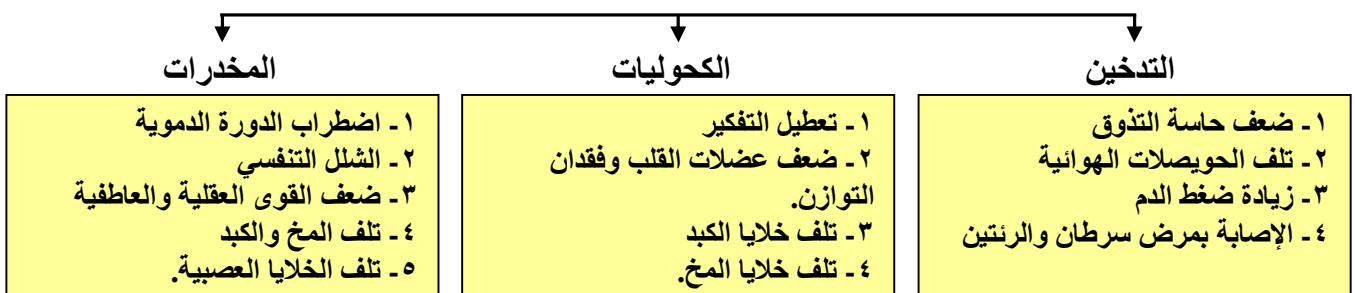 التدخين
١- ضعف حاسة التذوق
٢- تلف الحويصلات الهوائية
٣- زيادة ضغط الدم
٤- الإصابة بمرض سرطان والرئتين
الكحوليات
١- تعطيل التفكير
٢- ضعف عضلات القلب وفقدان
التوازن.
٣- تلف خلايا الكبد
٤- تلف خلايا المخ.
المخدرات
١- اضطراب الدورة الدموية
٢- الشلل التنفسي
٣- ضعف القوى العقلية والعاطفية
٤- تلف المخ والكبد
٥- تلف الخلايا العصبية.